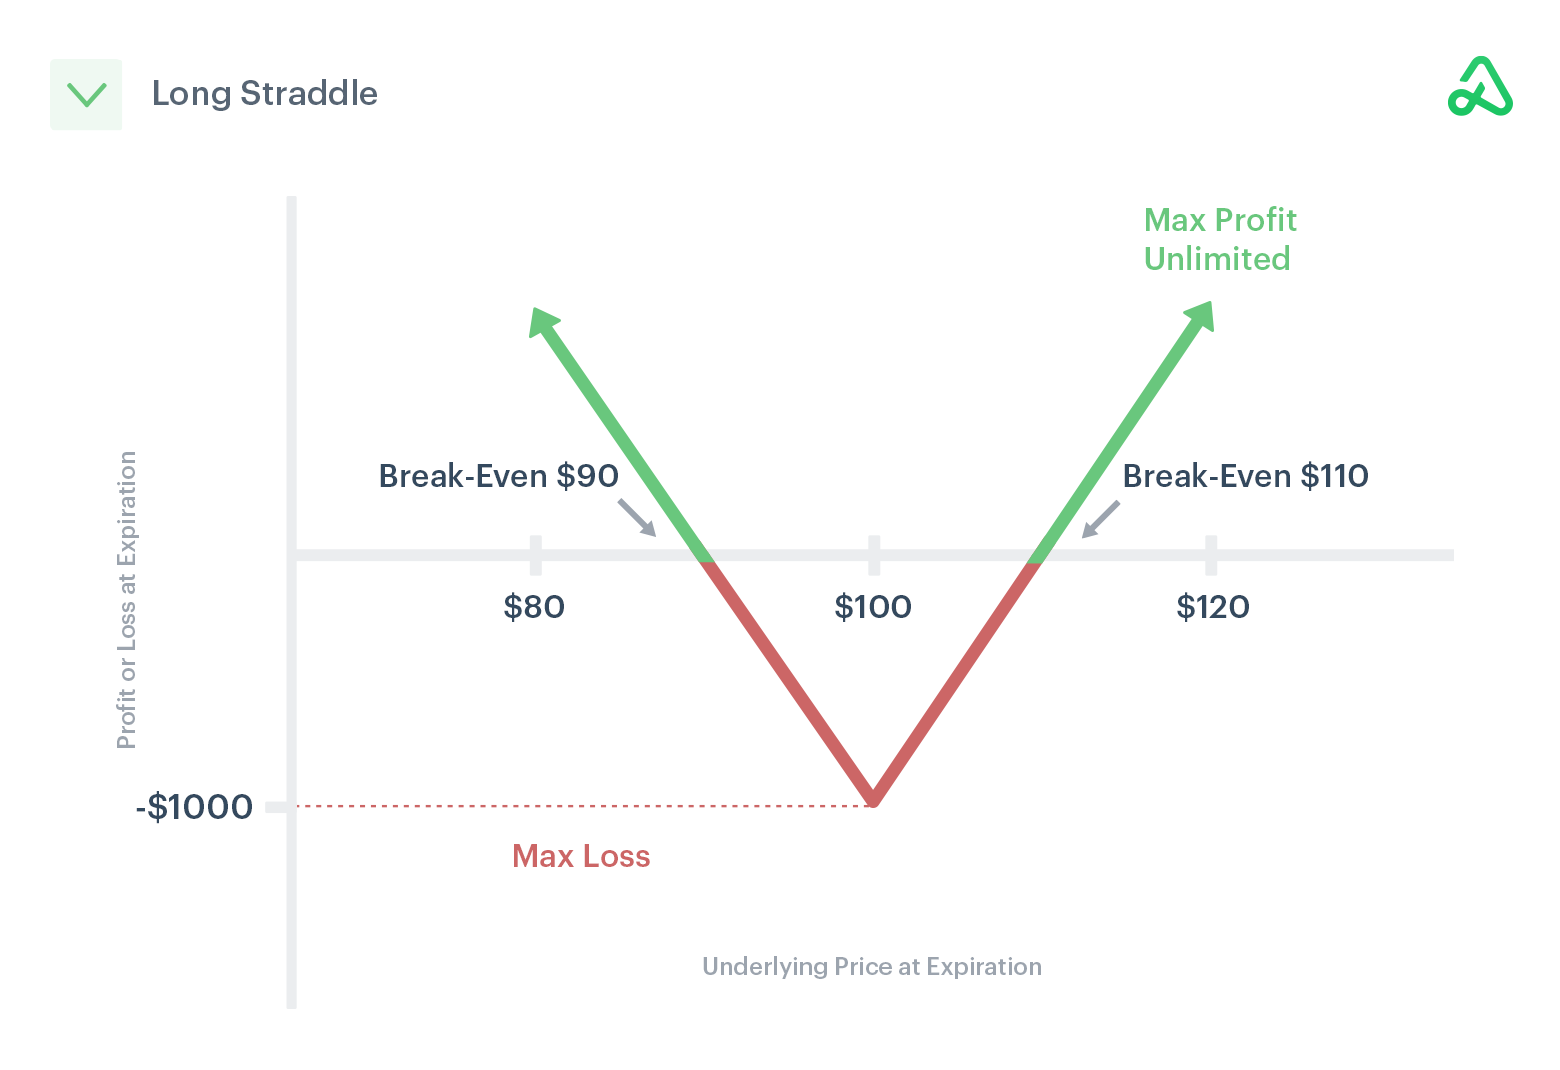 Long Straddle
Max Profit
Unlimited
Break-Even $90
Break-Even $110
$80
$100
$120
Profit or Loss at Expiration
-$1000
Max Loss
Underlying Price at Expiration